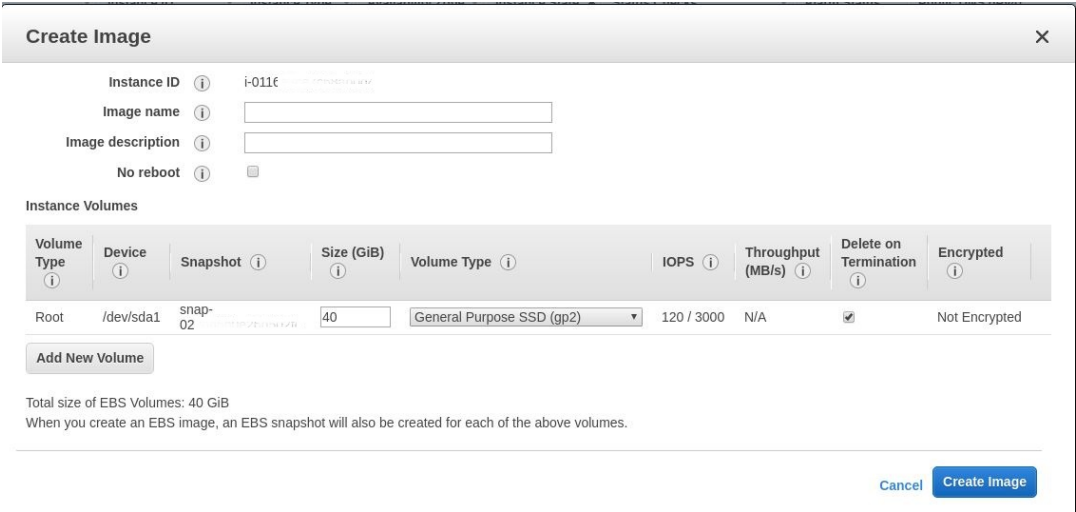 Create Image
Instance ID i-0116
Image name
Image description
No reboot
Instance Volumes
Volume Type Device Snapshot Size (GiB) Volume Type IOPS Throughput (MB/s) Delete on Termination Encrypted
Root /dev/sda1 snap-02 40 General Purpose SSD (gp2) 120 / 3000 N/A Not Encrypted
Add New Volume
Total size of EBS Volumes: 40 GiB
When you create an EBS image, an EBS snapshot will also be created for each of the above volumes.
Cancel Create Image